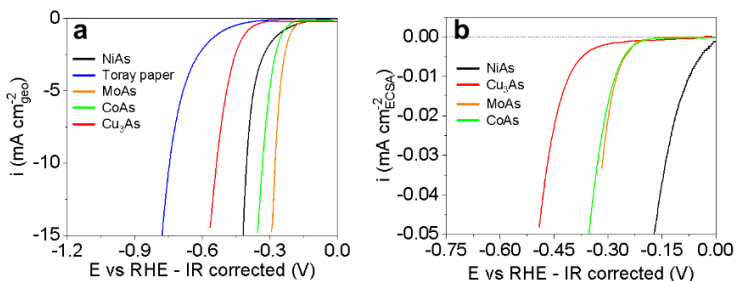 a
0
-5
-10
-15
i (mA cm⁻²geo)
NiAs
Toray paper
MoAs
CoAs
Cu₃As
-1.2 -0.9 -0.6 -0.3 0.0
E vs RHE - IR corrected (V)
b
0.00
-0.01
-0.02
-0.03
-0.04
-0.05
i (mA cm⁻²ECSA)
NiAs
Cu₃As
MoAs
CoAs
-0.75 -0.60 -0.45 -0.30 -0.15 0.00
E vs RHE - IR corrected (V)